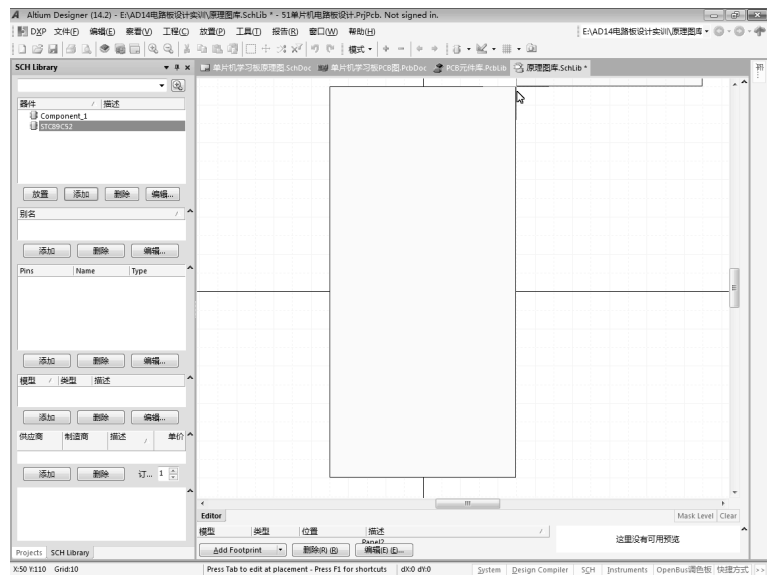 Altium Designer (14.2) - E:\AD14电路板设计实训\原理图库.SchLib * - 51单片机电路板设计.PrjPcb. Not signed in.
DXP 文件(F) 编辑(E) 察看(V) 工程(C) 放置(P) 工具(T) 报告(R) 窗口(W) 帮助(H) E:\AD14电路板设计实训\原理图库
模式
SCH Library 单片机学习板原理图.SchDoc 单片机学习板PCB图.PcbDoc PCB元件库.PcbLib 原理图库.SchLib *
器件 / 描述
Component_1
STC89C52
放置 添加 删除 编辑...
别名 /
添加 删除 编辑...
Pins Name Type
添加 删除 编辑...
模型 / 类型 描述
添加 删除 编辑...
供应商 制造商 描述 / 单价
添加 删除 订... 1
Editor Mask Level Clear
模型 类型 位置 描述 /
Panel2
这里没有可用预览
Add Footprint 删除(R) (R) 编辑(E) (E)...
Projects SCH Library
X:50 Y:110 Grid:10 Press Tab to edit at placement - Press F1 for shortcuts dX:0 dY:0 System Design Compiler SCH Instruments OpenBus调色板 快捷方式 >>